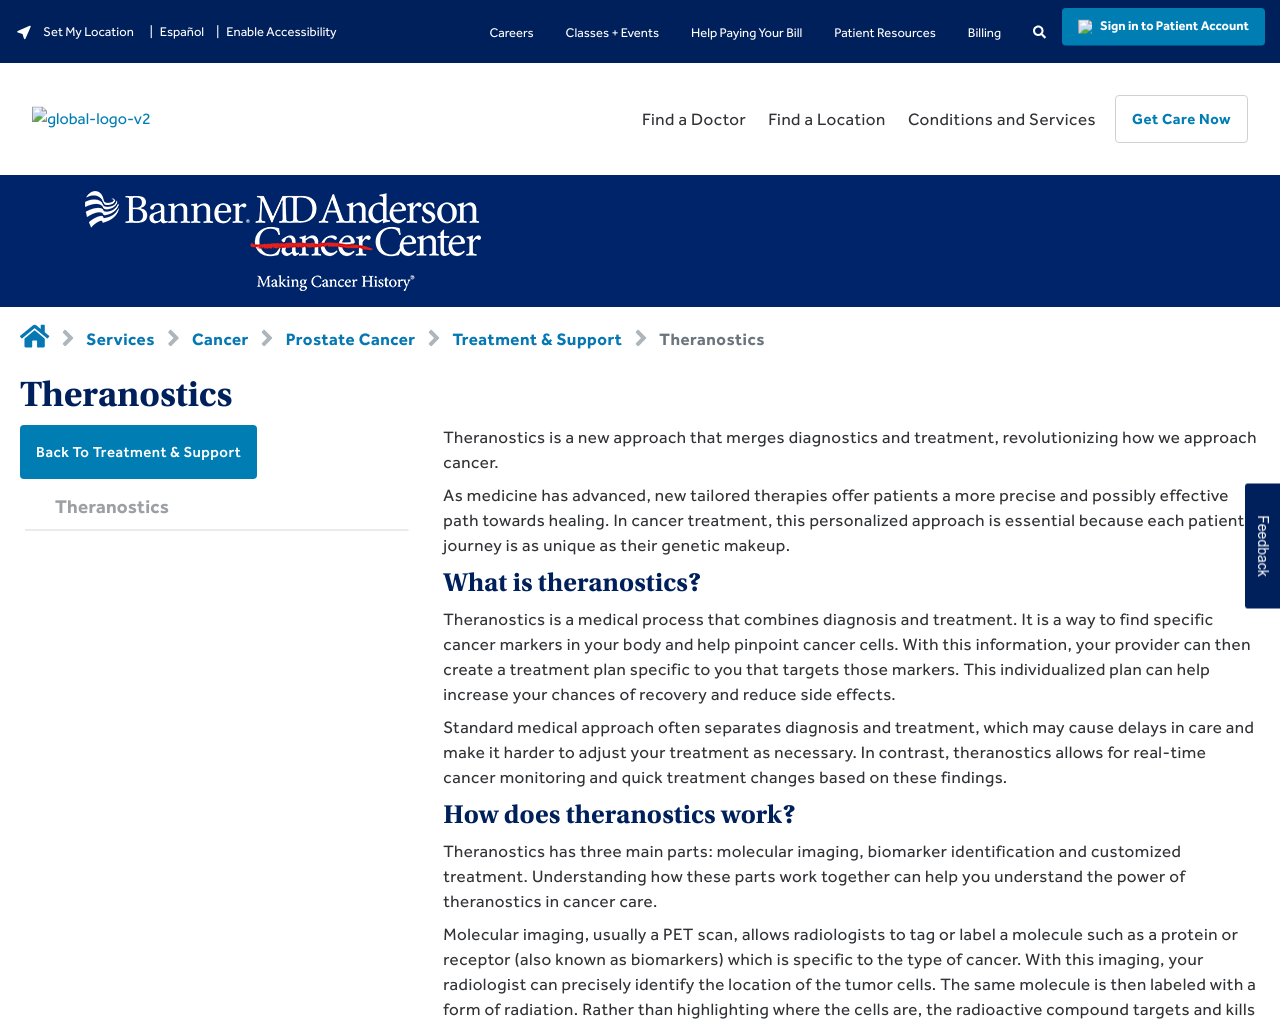 Set My Location | Español | Enable Accessibility
Careers Classes + Events Help Paying Your Bill Patient Resources Billing Sign in to Patient Account
global-logo-v2 Find a Doctor Find a Location Conditions and Services Get Care Now
Banner® MD Anderson
Cancer Center
Making Cancer History®
Services Cancer Prostate Cancer Treatment & Support Theranostics
Theranostics
Back To Treatment & Support
Theranostics
Theranostics is a new approach that merges diagnostics and treatment, revolutionizing how we approach
cancer.
As medicine has advanced, new tailored therapies offer patients a more precise and possibly effective
path towards healing. In cancer treatment, this personalized approach is essential because each patient
journey is as unique as their genetic makeup.
Feedback
What is theranostics?
Theranostics is a medical process that combines diagnosis and treatment. It is a way to find specific
cancer markers in your body and help pinpoint cancer cells. With this information, your provider can then
create a treatment plan specific to you that targets those markers. This individualized plan can help
increase your chances of recovery and reduce side effects.
Standard medical approach often separates diagnosis and treatment, which may cause delays in care and
make it harder to adjust your treatment as necessary. In contrast, theranostics allows for real-time
cancer monitoring and quick treatment changes based on these findings.
How does theranostics work?
Theranostics has three main parts: molecular imaging, biomarker identification and customized
treatment. Understanding how these parts work together can help you understand the power of
theranostics in cancer care.
Molecular imaging, usually a PET scan, allows radiologists to tag or label a molecule such as a protein or
receptor (also known as biomarkers) which is specific to the type of cancer. With this imaging, your
radiologist can precisely identify the location of the tumor cells. The same molecule is then labeled with a
form of radiation. Rather than highlighting where the cells are, the radioactive compound targets and kills